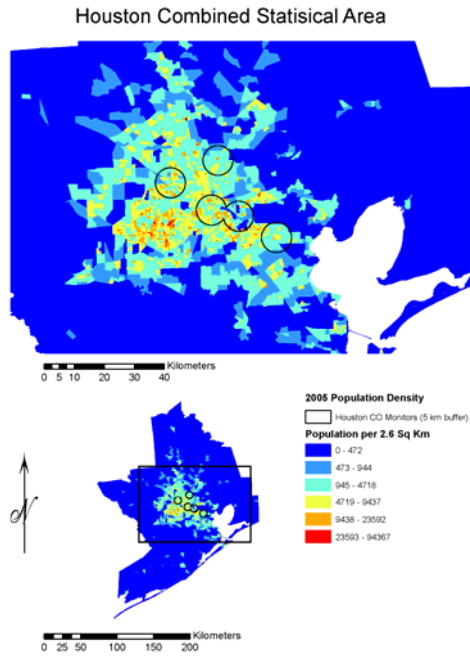 Houston Combined Statisical Area
Kilometers
0 5 10 20 30 40
2005 Population Density
Houston CO Monitors (5 km buffer)
Population per 2.6 Sq Km
0 - 472
473 - 944
945 - 4718
4719 - 9437
9438 - 23592
23593 - 94367
N
Kilometers
0 25 50 100 150 200